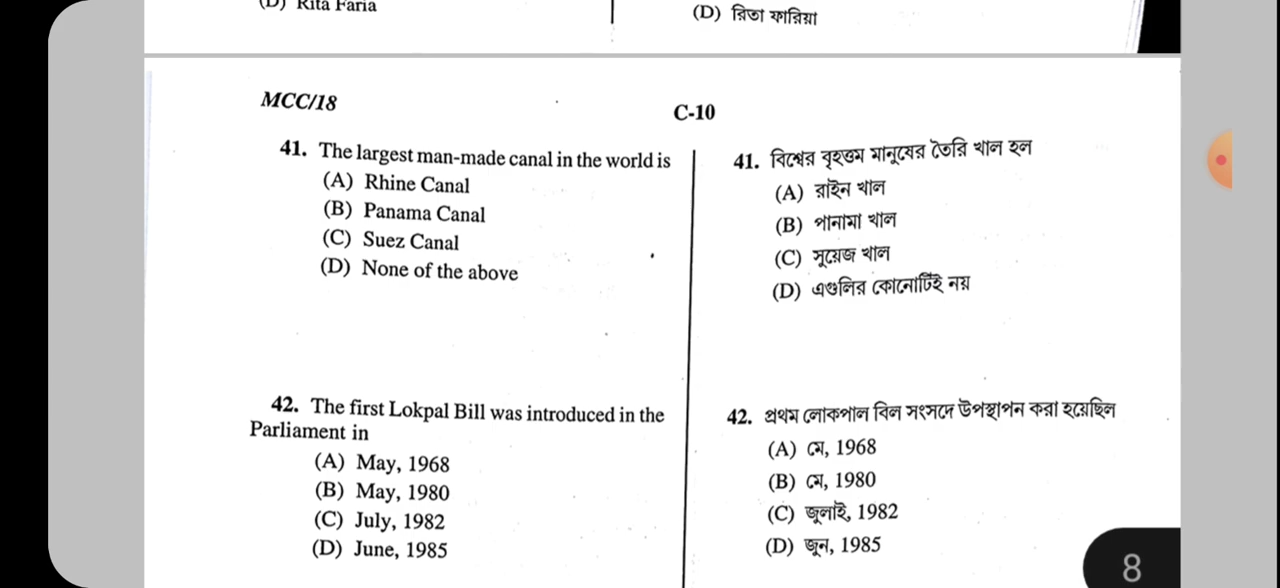 (D) Rita Faria
(D) রিতা ফারিয়া
MCC/18
C-10
41. The largest man-made canal in the world is
(A) Rhine Canal
(B) Panama Canal
(C) Suez Canal
(D) None of the above
41. বিশ্বের বৃহত্তম মানুষের তৈরি খাল হল
(A) রাইন খাল
(B) পানামা খাল
(C) সুয়েজ খাল
(D) এগুলির কোনোটিই নয়
42. The first Lokpal Bill was introduced in the
Parliament in
(A) May, 1968
(B) May, 1980
(C) July, 1982
(D) June, 1985
42. প্রথম লোকপাল বিল সংসদে উপস্থাপন করা হয়েছিল
(A) মে, 1968
(B) মে, 1980
(C) জুলাই, 1982
(D) জুন, 1985
8